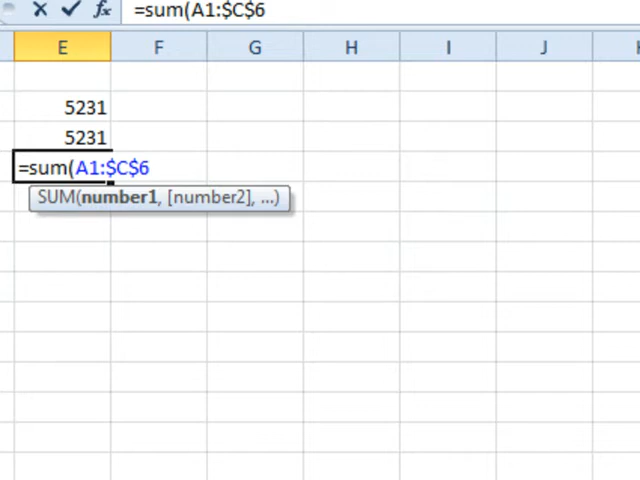 fx =sum(A1:$C$6
E F G H I J
5231
5231
=sum(A1:$C$6
SUM(number1, [number2], ...)